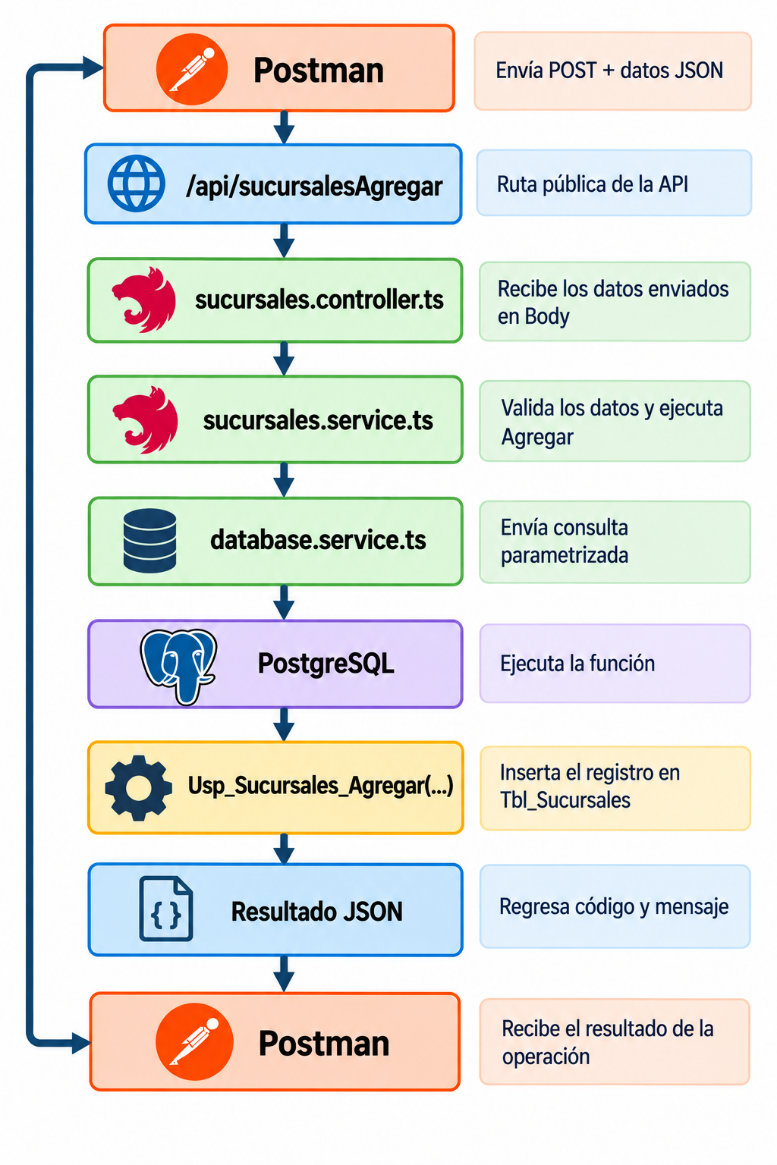 Postman
Envía POST + datos JSON
/api/sucursalesAgregar
Ruta pública de la API
sucursales.controller.ts
Recibe los datos enviados
en Body
sucursales.service.ts
Valida los datos y ejecuta
Agregar
database.service.ts
Envía consulta
parametrizada
PostgreSQL
Ejecuta la función
Usp_Sucursales_Agregar(...)
Inserta el registro en
Tbl_Sucursales
{ }
Resultado JSON
Regresa código y mensaje
Postman
Recibe el resultado de la
operación